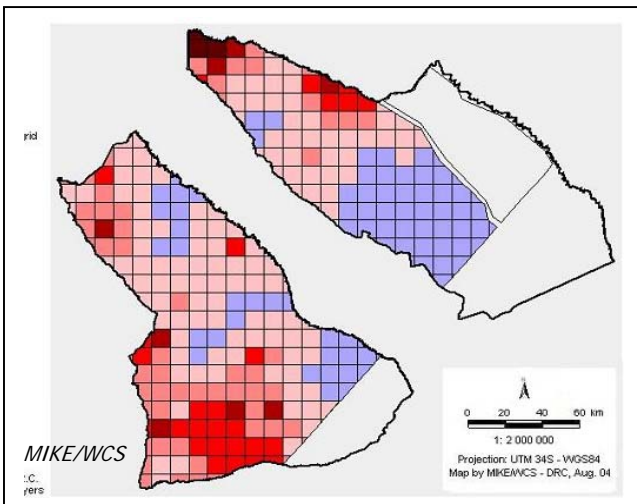 rid
MIKE/WCS
.C.
yers
N
0 20 40 60 km
1: 2 000 000
Projection: UTM 34S - WGS84
Map by MIKE/WCS - DRC, Aug. 04